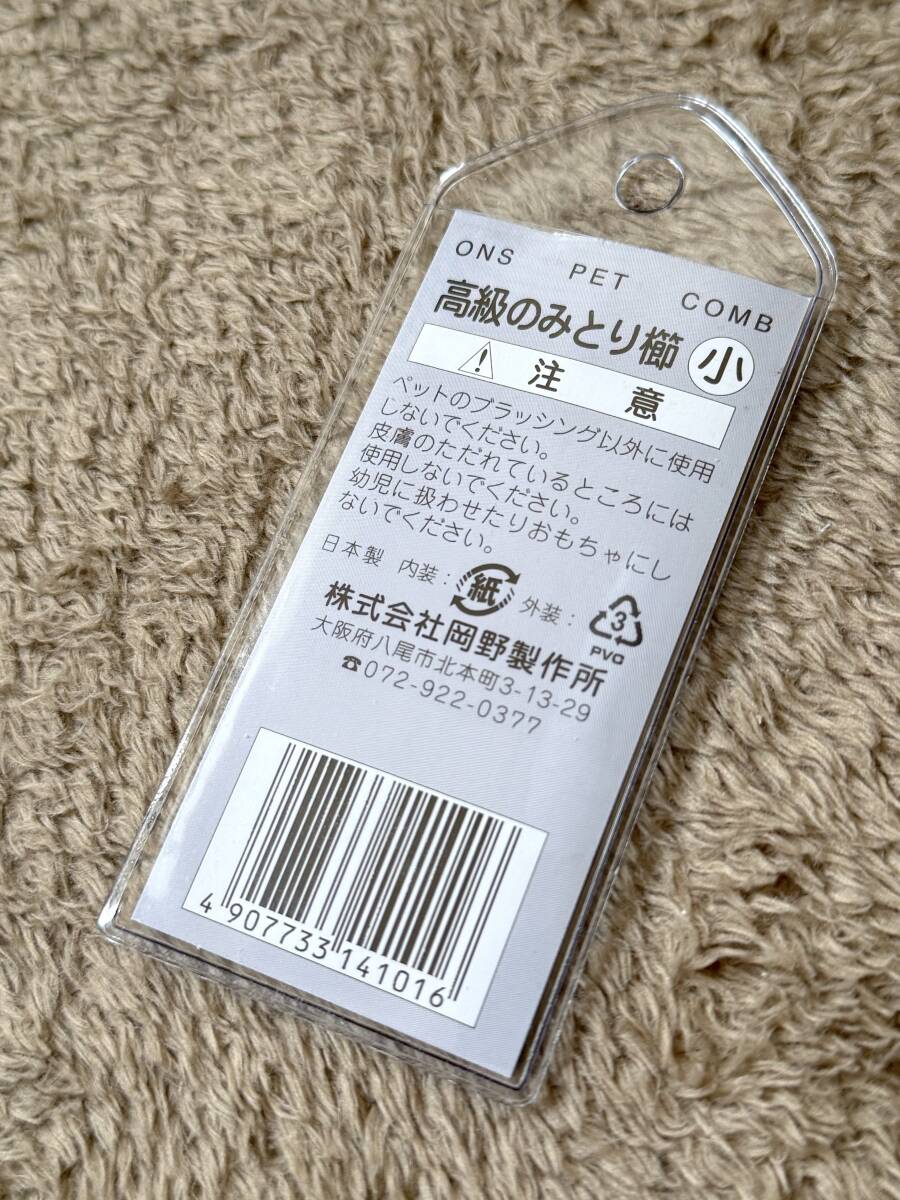 ONS PET COMB
高級のみとり櫛 小
注意
ペットのブラッシング以外に使用
しないでください。
皮膚のただれているところには
使用しないでください。
幼児に扱わせたりおもちゃにし
ないでください。
日本製 内装: 紙 外装: 3
PVC
株式会社岡野製作所
大阪府八尾市北本町3-13-29
☎072-922-0377
4 907733 141016